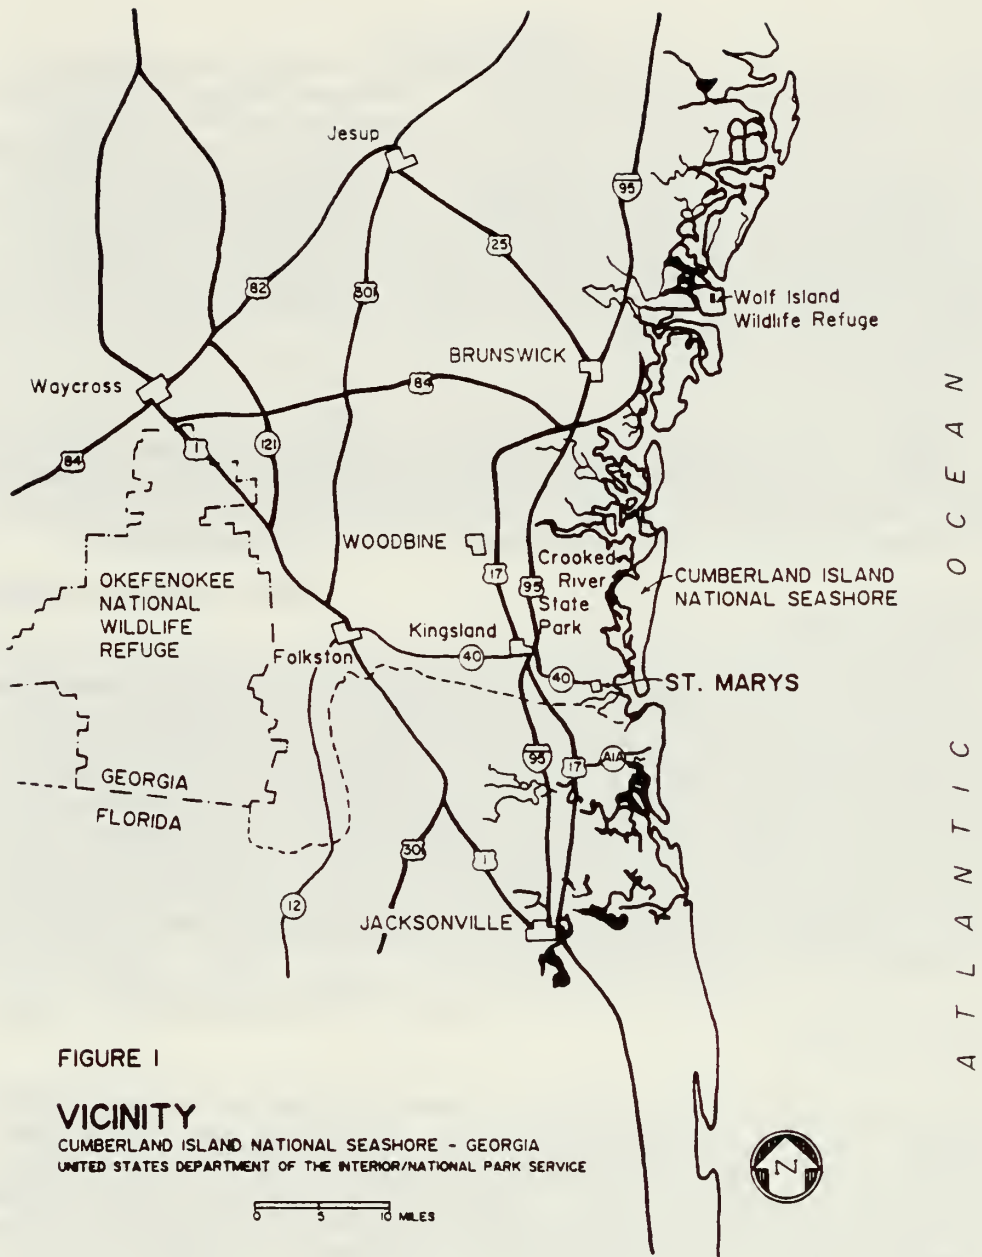 Jesup
95
25
82
301
Wolf Island
Wildlife Refuge
BRUNSWICK
Waycross
84
84
1
121
WOODBINE
17
95
Crooked
River
State
Park
OKEFENOKEE
NATIONAL
WILDLIFE
REFUGE
CUMBERLAND ISLAND
NATIONAL SEASHORE
Kingsland
Folkston
40
40
ST. MARYS
95
17
A1A
GEORGIA
FLORIDA
301
1
12
JACKSONVILLE
ATLANTIC OCEAN
FIGURE 1
VICINITY
CUMBERLAND ISLAND NATIONAL SEASHORE - GEORGIA
UNITED STATES DEPARTMENT OF THE INTERIOR/NATIONAL PARK SERVICE
0 5 10 MILES
N